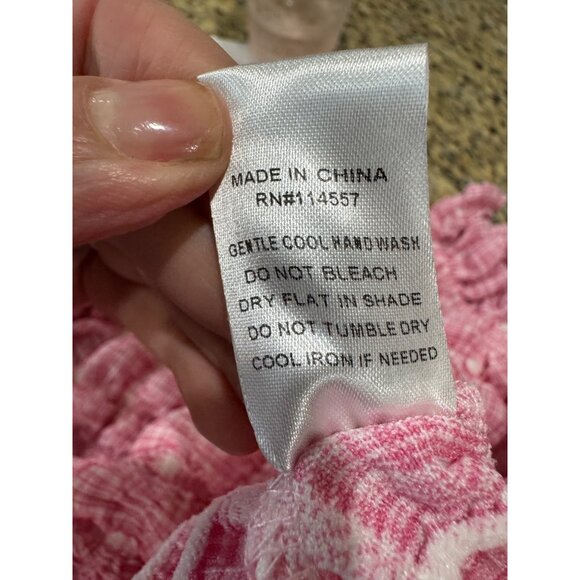 MADE IN CHINA
RN#114557
GENTLE COOL HAND WASH
DO NOT BLEACH
DRY FLAT IN SHADE
DO NOT TUMBLE DRY
COOL IRON IF NEEDED